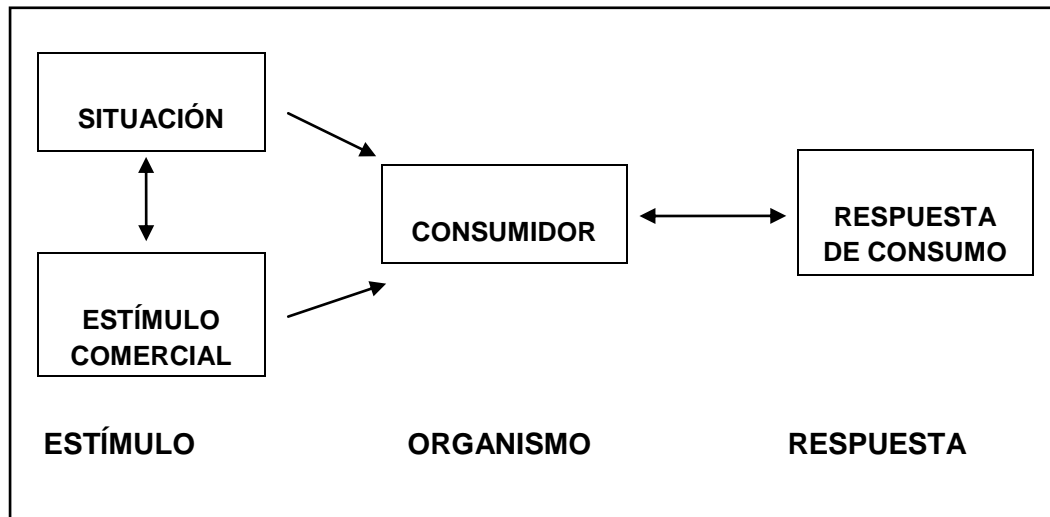 SITUACIÓN
ESTÍMULO
COMERCIAL
CONSUMIDOR
RESPUESTA
DE CONSUMO
ESTÍMULO
ORGANISMO
RESPUESTA